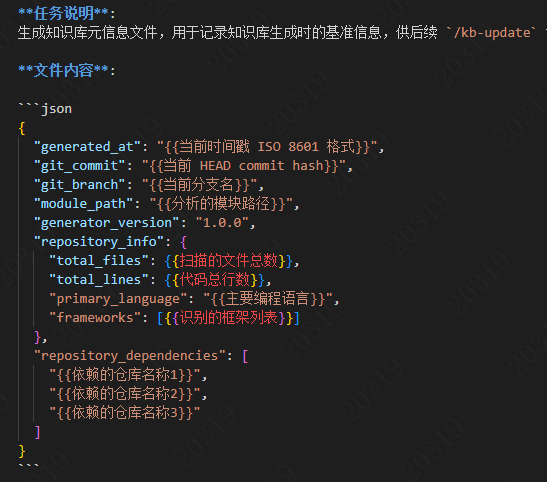 **任务说明**:
生成知识库元信息文件，用于记录知识库生成时的基准信息，供后续 `/kb-update`
**文件内容**:
```json
{
"generated_at": "{{当前时间戳 ISO 8601 格式}}",
"git_commit": "{{当前 HEAD commit hash}}",
"git_branch": "{{当前分支名}}",
"module_path": "{{分析的模块路径}}",
"generator_version": "1.0.0",
"repository_info": {
"total_files": {{扫描的文件总数}},
"total_lines": {{代码总行数}},
"primary_language": "{{主要编程语言}}",
"frameworks": [{{识别的框架列表}}]
},
"repository_dependencies": [
"{{依赖的仓库名称1}}",
"{{依赖的仓库名称2}}",
"{{依赖的仓库名称3}}"
]
}
```